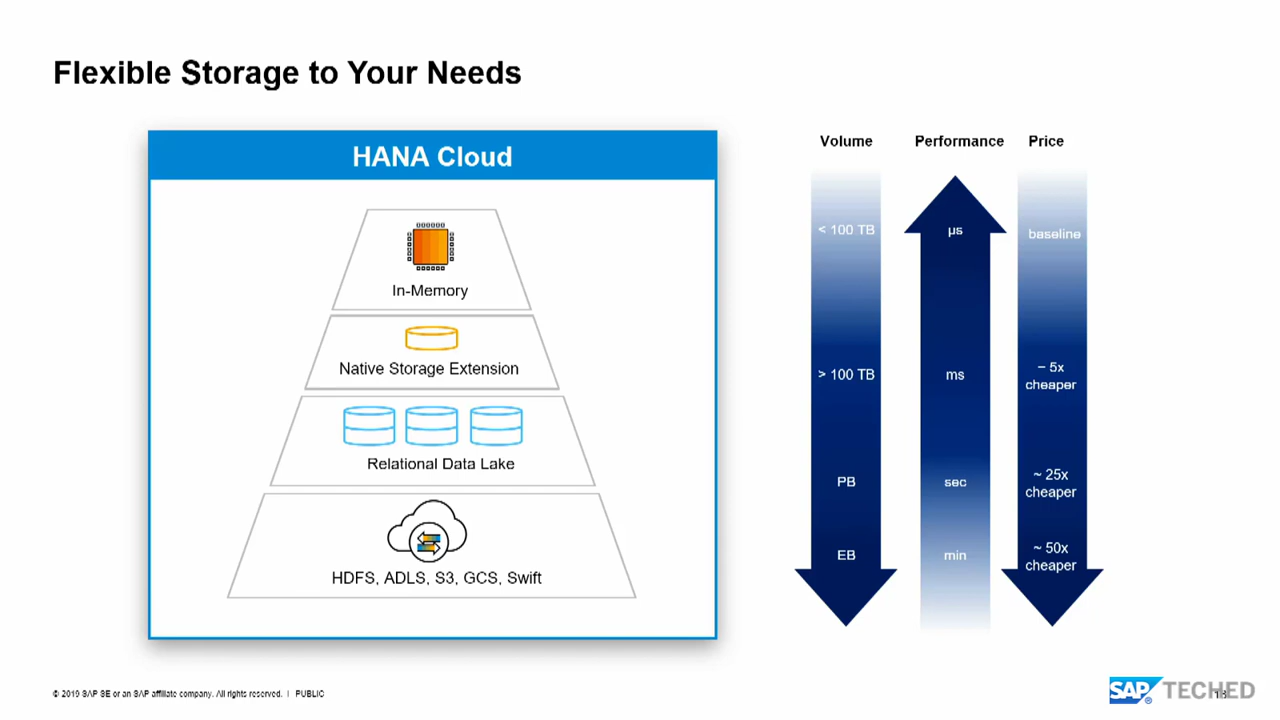 Flexible Storage to Your Needs
HANA Cloud
In-Memory
Native Storage Extension
Relational Data Lake
HDFS, ADLS, S3, GCS, Swift
Volume
Performance
Price
< 100 TB
µs
baseline
> 100 TB
ms
~ 5x
cheaper
PB
sec
~ 25x
cheaper
EB
min
~ 50x
cheaper
© 2019 SAP SE or an SAP affiliate company. All rights reserved. | PUBLIC
SAP TECHED